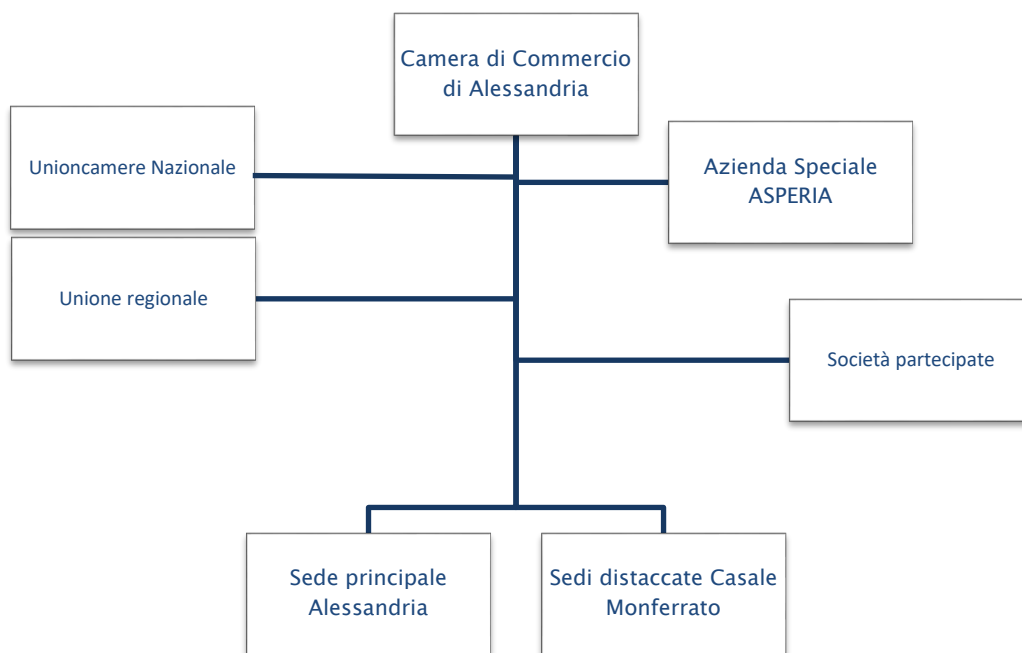 Camera di Commercio
di Alessandria
Unioncamere Nazionale
Azienda Speciale
ASPERIA
Unione regionale
Società partecipate
Sede principale
Alessandria
Sedi distaccate Casale
Monferrato